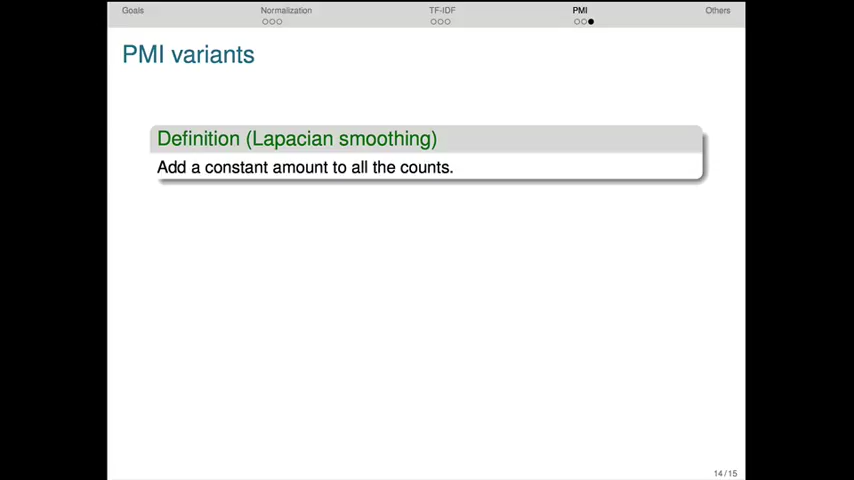 Goals Normalization TF-IDF PMI Others
PMI variants
Definition (Lapacian smoothing)
Add a constant amount to all the counts.
14 / 15